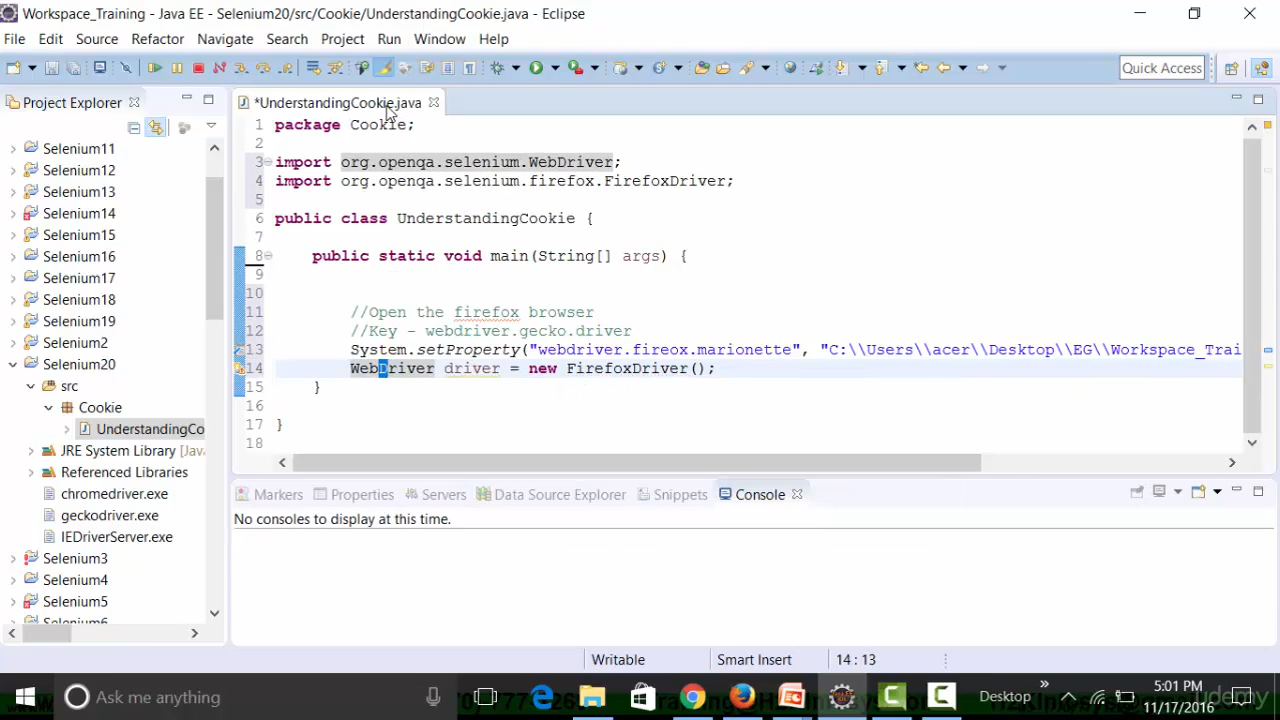 Workspace_Training - Java EE - Selenium20/src/Cookie/UnderstandingCookie.java - Eclipse
File Edit Source Refactor Navigate Search Project Run Window Help
Quick Access
Project Explorer
*UnderstandingCookie.java
Selenium11
Selenium12
Selenium13
Selenium14
Selenium15
Selenium16
Selenium17
Selenium18
Selenium19
Selenium2
Selenium20
src
Cookie
UnderstandingCo
JRE System Library [Jav
Referenced Libraries
chromedriver.exe
geckodriver.exe
IEDriverServer.exe
Selenium3
Selenium4
Selenium5
1 package Cookie;
2
3 import org.openqa.selenium.WebDriver;
4 import org.openqa.selenium.firefox.FirefoxDriver;
5
6 public class UnderstandingCookie {
7
8 public static void main(String[] args) {
9
10
11 //Open the firefox browser
12 //Key - webdriver.gecko.driver
13 System.setProperty("webdriver.fireox.marionette", "C:\\Users\\acer\\Desktop\\EG\\Workspace_Trai
14 WebDriver driver = new FirefoxDriver();
15 }
16
17 }
18
Markers Properties Servers Data Source Explorer Snippets Console
No consoles to display at this time.
Writable Smart Insert 14 : 13
Ask me anything
Desktop
5:01 PM
11/17/2016
udemy